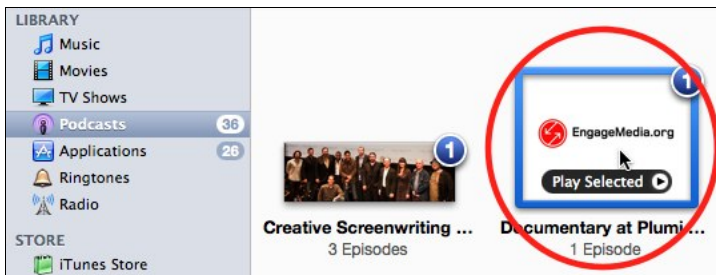 LIBRARY
Music
Movies
TV Shows
Podcasts 36
Applications 26
Ringtones
Radio
STORE
iTunes Store
1
Creative Screenwriting ...
3 Episodes
1
EngageMedia.org
Play Selected
Documentary at Plumi ...
1 Episode